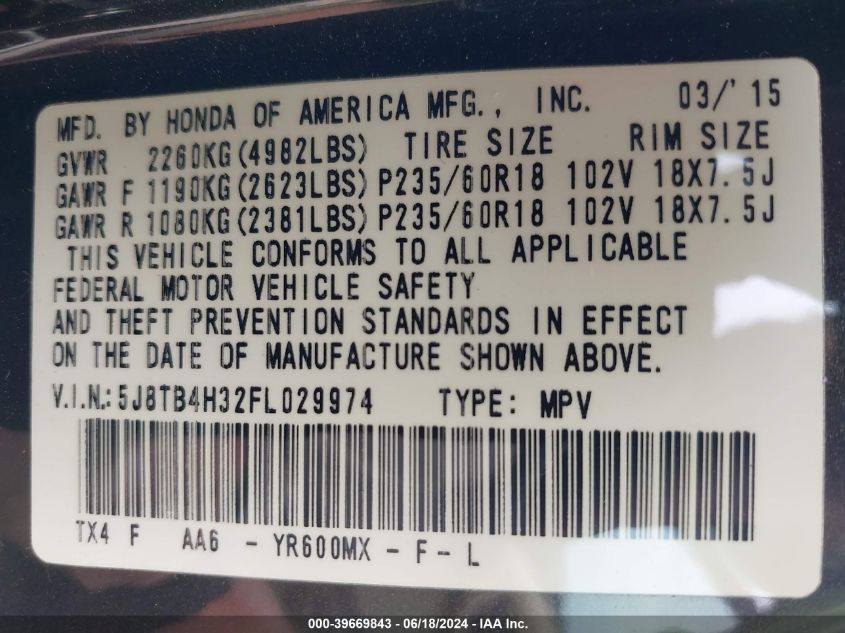 MFD. BY HONDA OF AMERICA MFG., INC. 03/'15
GVWR 2260KG(4982LBS) TIRE SIZE RIM SIZE
GAWR F 1190KG(2623LBS) P235/60R18 102V 18X7.5J
GAWR R 1080KG(2381LBS) P235/60R18 102V 18X7.5J
THIS VEHICLE CONFORMS TO ALL APPLICABLE
FEDERAL MOTOR VEHICLE SAFETY
AND THEFT PREVENTION STANDARDS IN EFFECT
ON THE DATE OF MANUFACTURE SHOWN ABOVE.
V.I.N.: 5J8TB4H32FL029974 TYPE: MPV
TX4 F AA6 - YR600MX - F - L
000-39669843 - 06/18/2024 - IAA Inc.